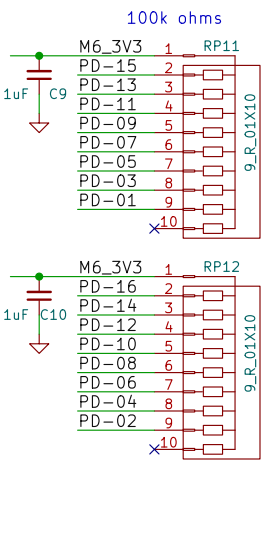 100k ohms
M6_3V3 1 RP11
PD-15 2
PD-13 3
1uF C9 PD-11 4
PD-09 5
PD-07 6
PD-05 7
PD-03 8
PD-01 9
10
9_R_01X10
M6_3V3 1 RP12
PD-16 2
PD-14 3
1uF C10 PD-12 4
PD-10 5
PD-08 6
PD-06 7
PD-04 8
PD-02 9
10
9_R_01X10